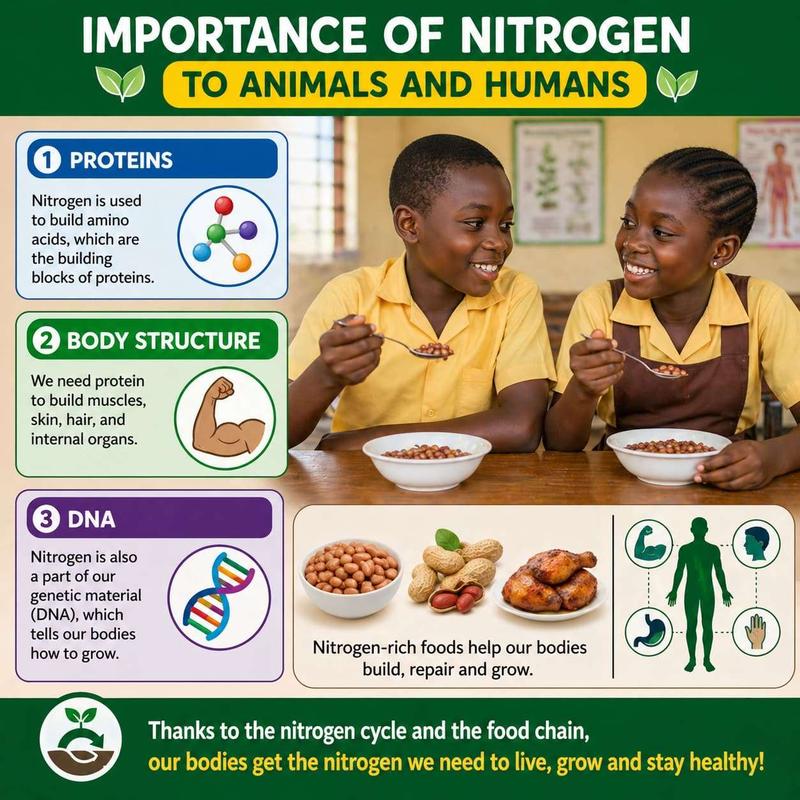 IMPORTANCE OF NITROGEN
TO ANIMALS AND HUMANS
1 PROTEINS
Nitrogen is used
to build amino
acids, which are
the building
blocks of proteins.
2 BODY STRUCTURE
We need protein
to build muscles,
skin, hair, and
internal organs.
3 DNA
Nitrogen is also
a part of our
genetic material
(DNA), which
tells our bodies
how to grow.
Nitrogen-rich foods help our bodies
build, repair and grow.
Thanks to the nitrogen cycle and the food chain,
our bodies get the nitrogen we need to live, grow and stay healthy!